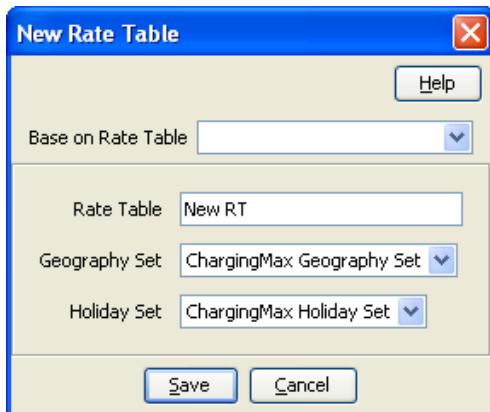 New Rate Table
Help
Base on Rate Table
Rate Table New RT
Geography Set ChargingMax Geography Set
Holiday Set ChargingMax Holiday Set
Save Cancel